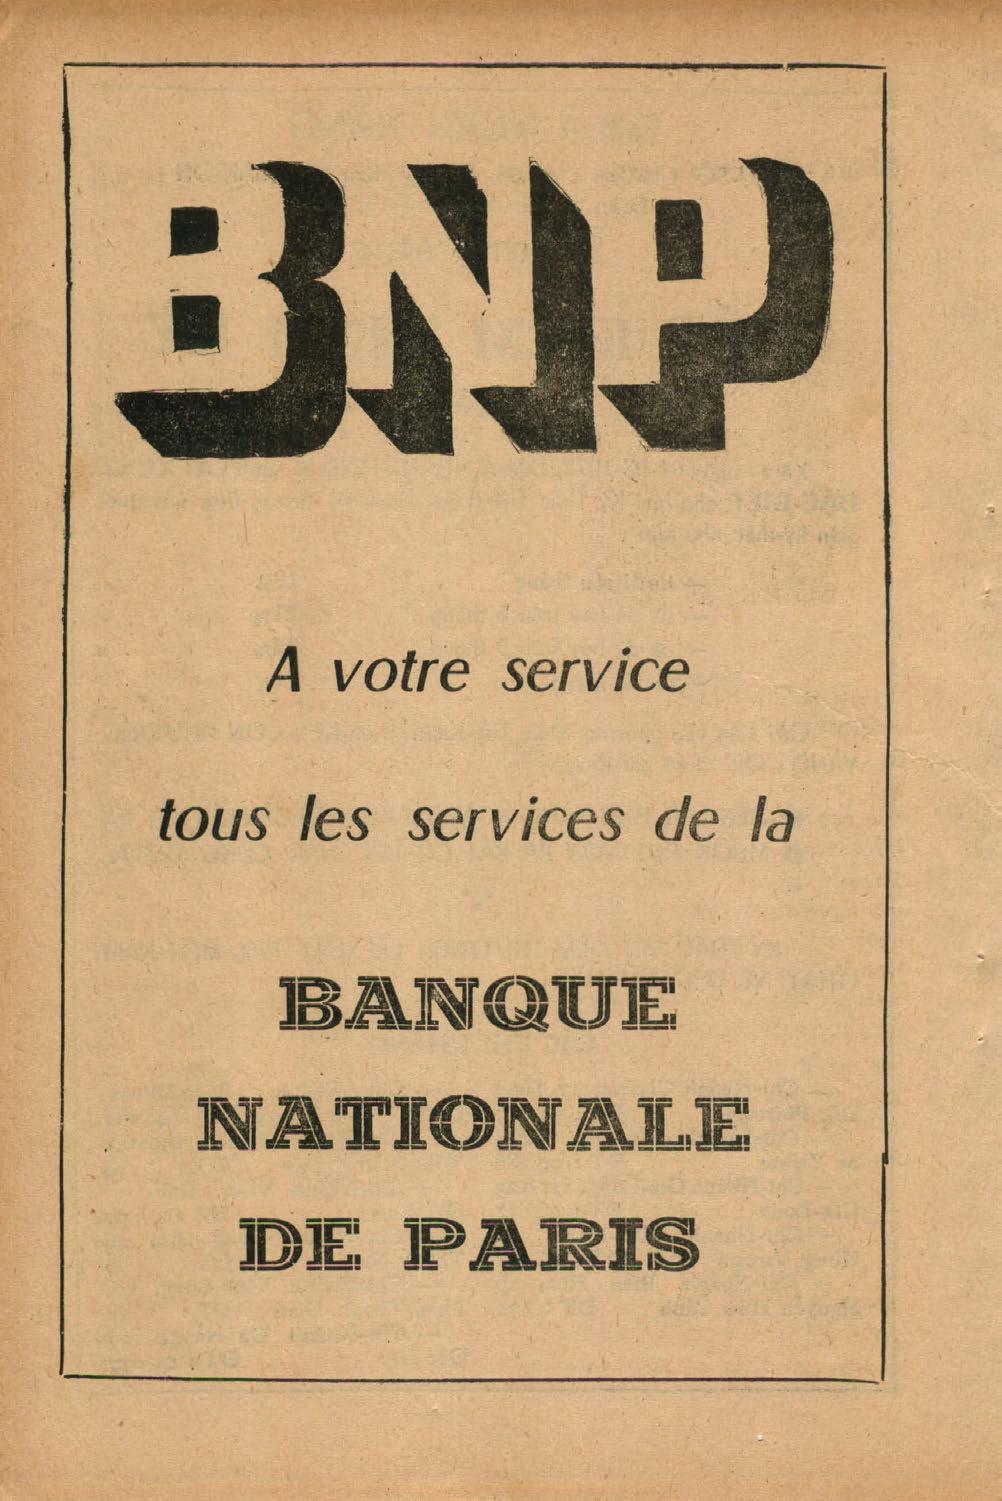 BNP
A votre service
tous les services de la
BANQUE
NATIONALE
DE PARIS